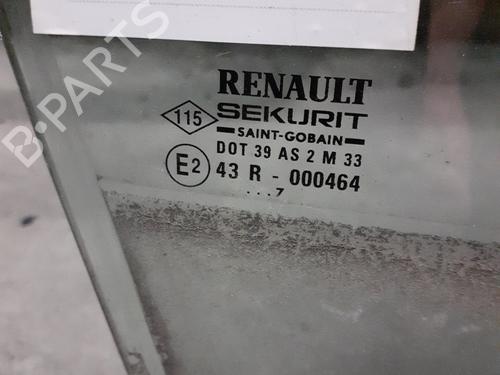 B-PARTS
RENAULT
115 SEKURIT
SAINT-GOBAIN
DOT 39 AS 2 M 33
E2 43 R - 000464
...7